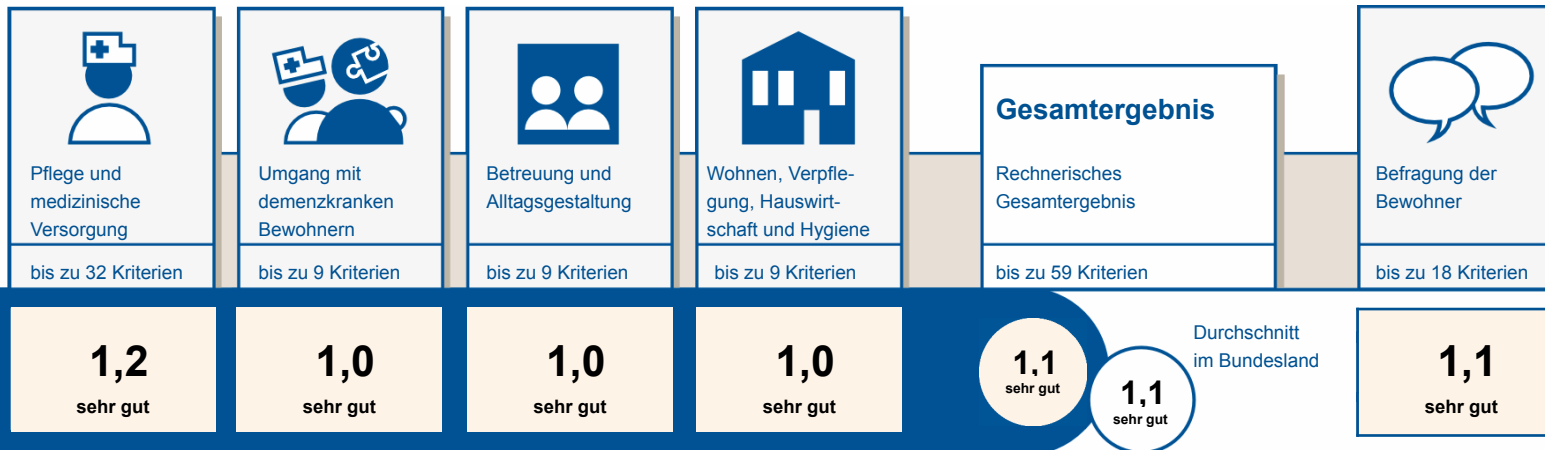 Pflege und
medizinische
Versorgung
bis zu 32 Kriterien
1,2
sehr gut
Umgang mit
demenzkranken
Bewohnern
bis zu 9 Kriterien
1,0
sehr gut
Betreuung und
Alltagsgestaltung
bis zu 9 Kriterien
1,0
sehr gut
Wohnen, Verpfle-
gung, Hauswirt-
schaft und Hygiene
bis zu 9 Kriterien
1,0
sehr gut
Gesamtergebnis
Rechnerisches
Gesamtergebnis
bis zu 59 Kriterien
1,1
sehr gut
Durchschnitt
im Bundesland
1,1
sehr gut
Befragung der
Bewohner
bis zu 18 Kriterien
1,1
sehr gut